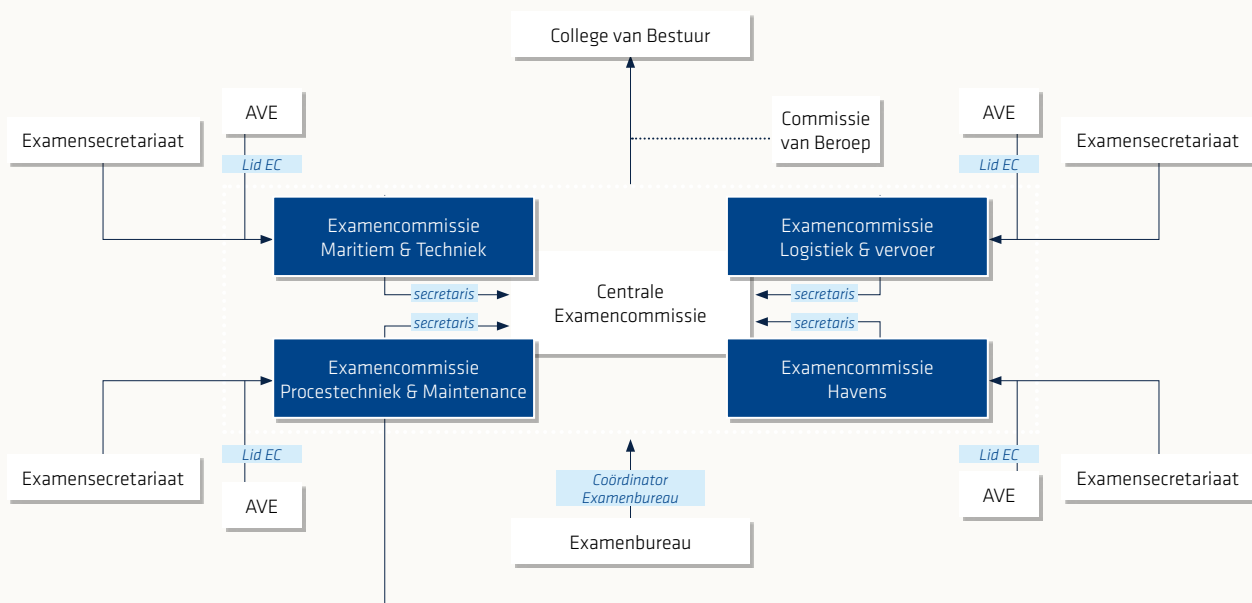 College van Bestuur
AVE
Commissie
van Beroep
AVE
Examensecretariaat
Examensecretariaat
Lid EC
Lid EC
Examencommissie
Maritiem & Techniek
Examencommissie
Logistiek & vervoer
secretaris
Centrale
Examencommissie
secretaris
secretaris
secretaris
Examencommissie
Procestechniek & Maintenance
Examencommissie
Havens
Lid EC
Lid EC
Examensecretariaat
Coördinator
Examenbureau
Examensecretariaat
AVE
AVE
Examenbureau